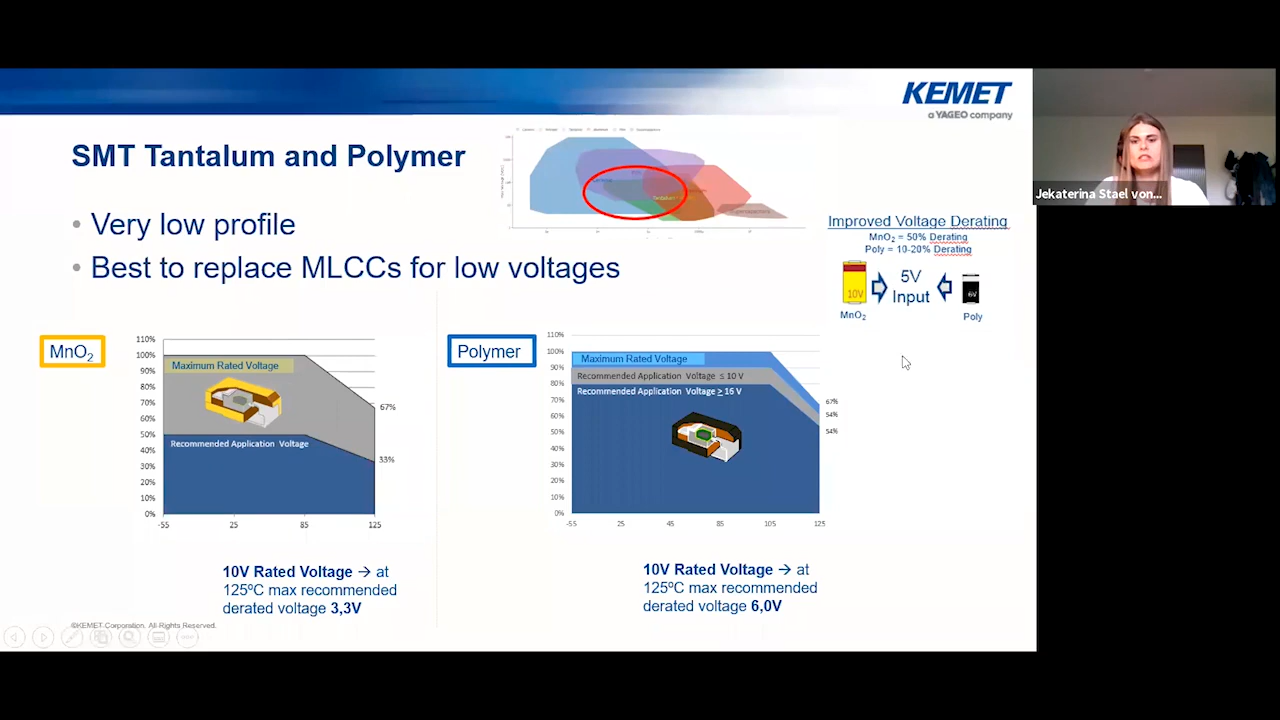 KEMET
a YAGEO company
SMT Tantalum and Polymer
• Very low profile
• Best to replace MLCCs for low voltages
Improved Voltage Derating
MnO₂ = 50% Derating
Poly = 10-20% Derating
10V
5V
Input
6V
MnO₂
Poly
MnO₂
110%
100%
90%
80%
70%
60%
50%
40%
30%
20%
10%
0%
Maximum Rated Voltage
Recommended Application Voltage
67%
33%
-55
25
85
125
10V Rated Voltage → at
125ºC max recommended
derated voltage 3,3V
Polymer
110%
100%
90%
80%
70%
60%
50%
40%
30%
20%
10%
0%
Maximum Rated Voltage
Recommended Application Voltage ≤ 10 V
Recommended Application Voltage ≥ 16 V
67%
54%
54%
-55
25
45
85
105
125
10V Rated Voltage → at
125ºC max recommended
derated voltage 6,0V
©KEMET Corporation. All Rights Reserved.
Jekaterina Stael von...